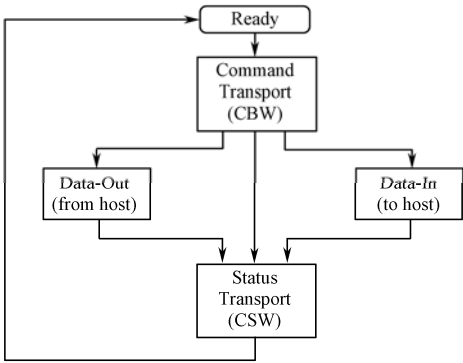 Ready
Command
Transport
(CBW)
Data-Out
(from host)
Data-In
(to host)
Status
Transport
(CSW)